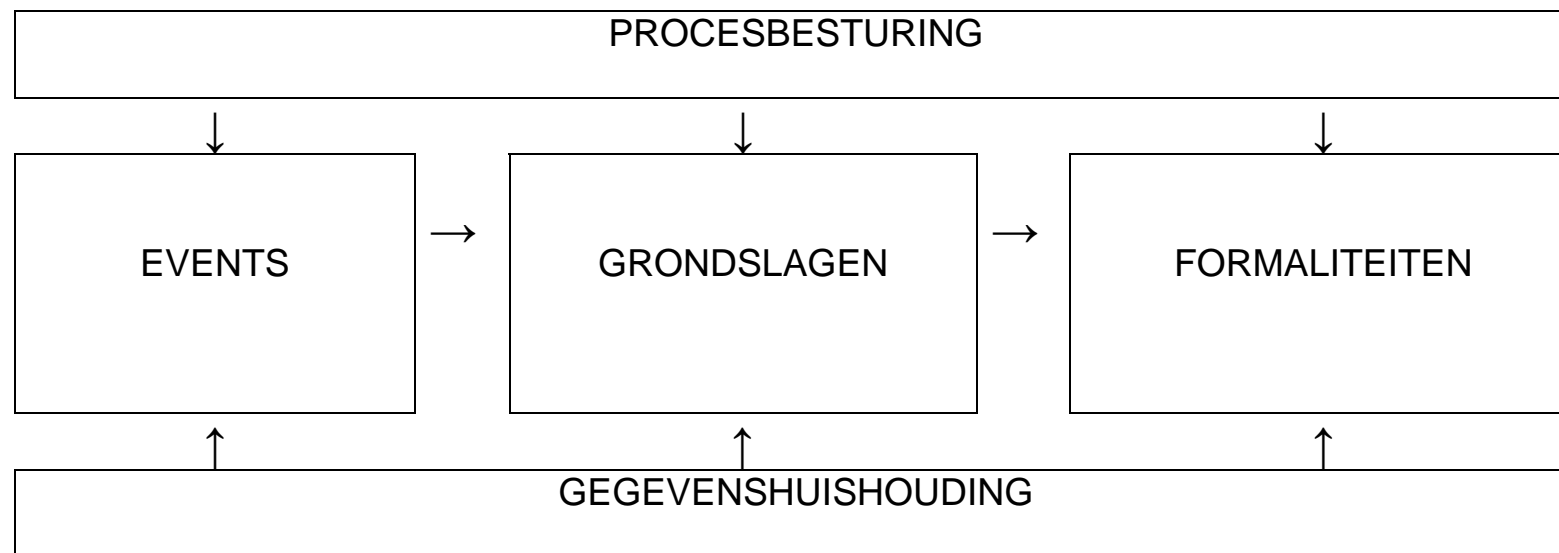 PROCESBESTURING
↓ ↓ ↓
EVENTS → GRONDSLAGEN → FORMALITEITEN
↑ ↑ ↑
GEGEVENSHUISHOUDING